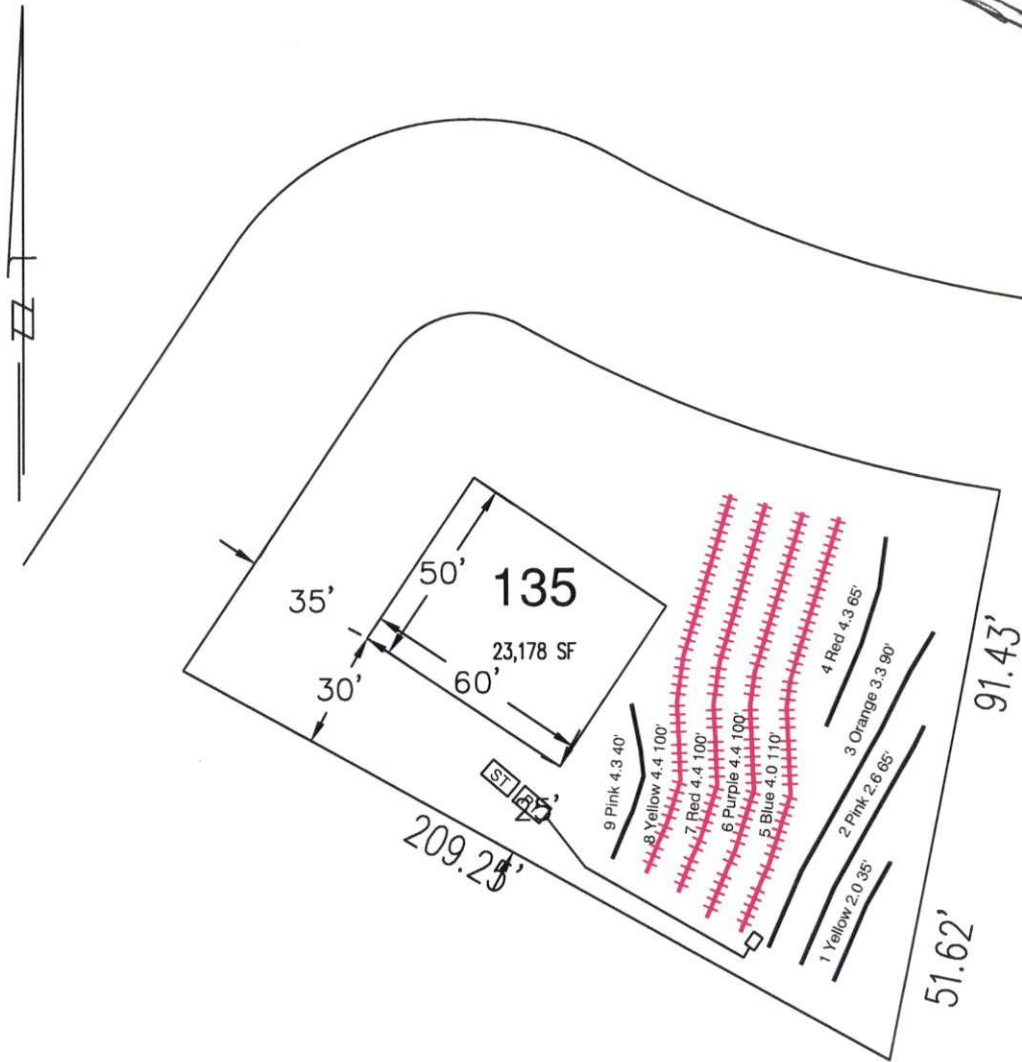 N
35'
50'
135
23,178 SF
30'
60'
ST
209.25'
9 Pink 4.3 40'
8 Yellow 4.4 100'
7 Red 4.4 100'
6 Purple 4.4 100'
5 Blue 4.0 110'
4 Red 4.3 65'
3 Orange 3.3 90'
2 Pink 2.6 65'
1 Yellow 2.0 35'
91.43'
51.62'